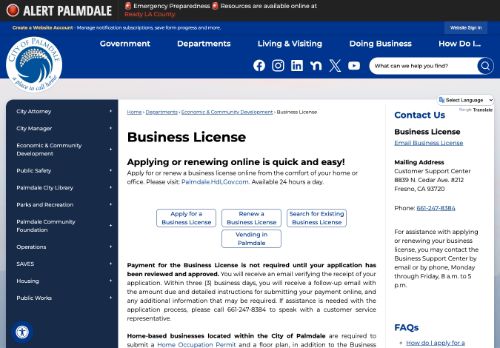 ALERT PALMDALE
🚨 Emergency Preparedness 🚨 Resources are available online at
Ready LA County.
Create a Website Account - Manage notification subscriptions, save form progress and more.
Website Sign In
CITY OF PALMDALE
a place to call home
Government
Departments
Living & Visiting
Doing Business
How Do I...
What can we help you find?
Select Language
Google Translate
City Attorney
City Manager
Economic & Community
Development
Public Safety
Palmdale City Library
Parks and Recreation
Palmdale Community
Foundation
Operations
SAVES
Housing
Public Works
Home › Departments › Economic & Community Development › Business License
Business License
Applying or renewing online is quick and easy!
Apply for or renew a business license online from the comfort of your home or
office. Please visit: Palmdale.HdLGov.com. Available 24 hours a day.
Apply for a
Business License
Renew a
Business License
Search for Existing
Business License
Vending in
Palmdale
Payment for the Business License is not required until your application has
been reviewed and approved. You will receive an email verifying the receipt of your
application. Within three (3) business days, you will receive a follow-up email with
the amount due and detailed instructions for submitting your payment online, and
any additional information that may be required. If assistance is needed with the
application process, please call 661-247-8384 to speak with a customer service
representative.
Home-based businesses located within the City of Palmdale are required to
submit a Home Occupation Permit and a floor plan, in addition to the Business
Contact Us
Business License
Email Business License
Mailing Address
Customer Support Center
8839 N. Cedar Ave. #212
Fresno, CA 93720
Phone: 661-247-8384
For assistance with applying
or renewing your business
license, you may contact the
Business Support Center by
email or by phone, Monday
through Friday, 8 a.m. to 5
p.m.
FAQs
How do I apply for a